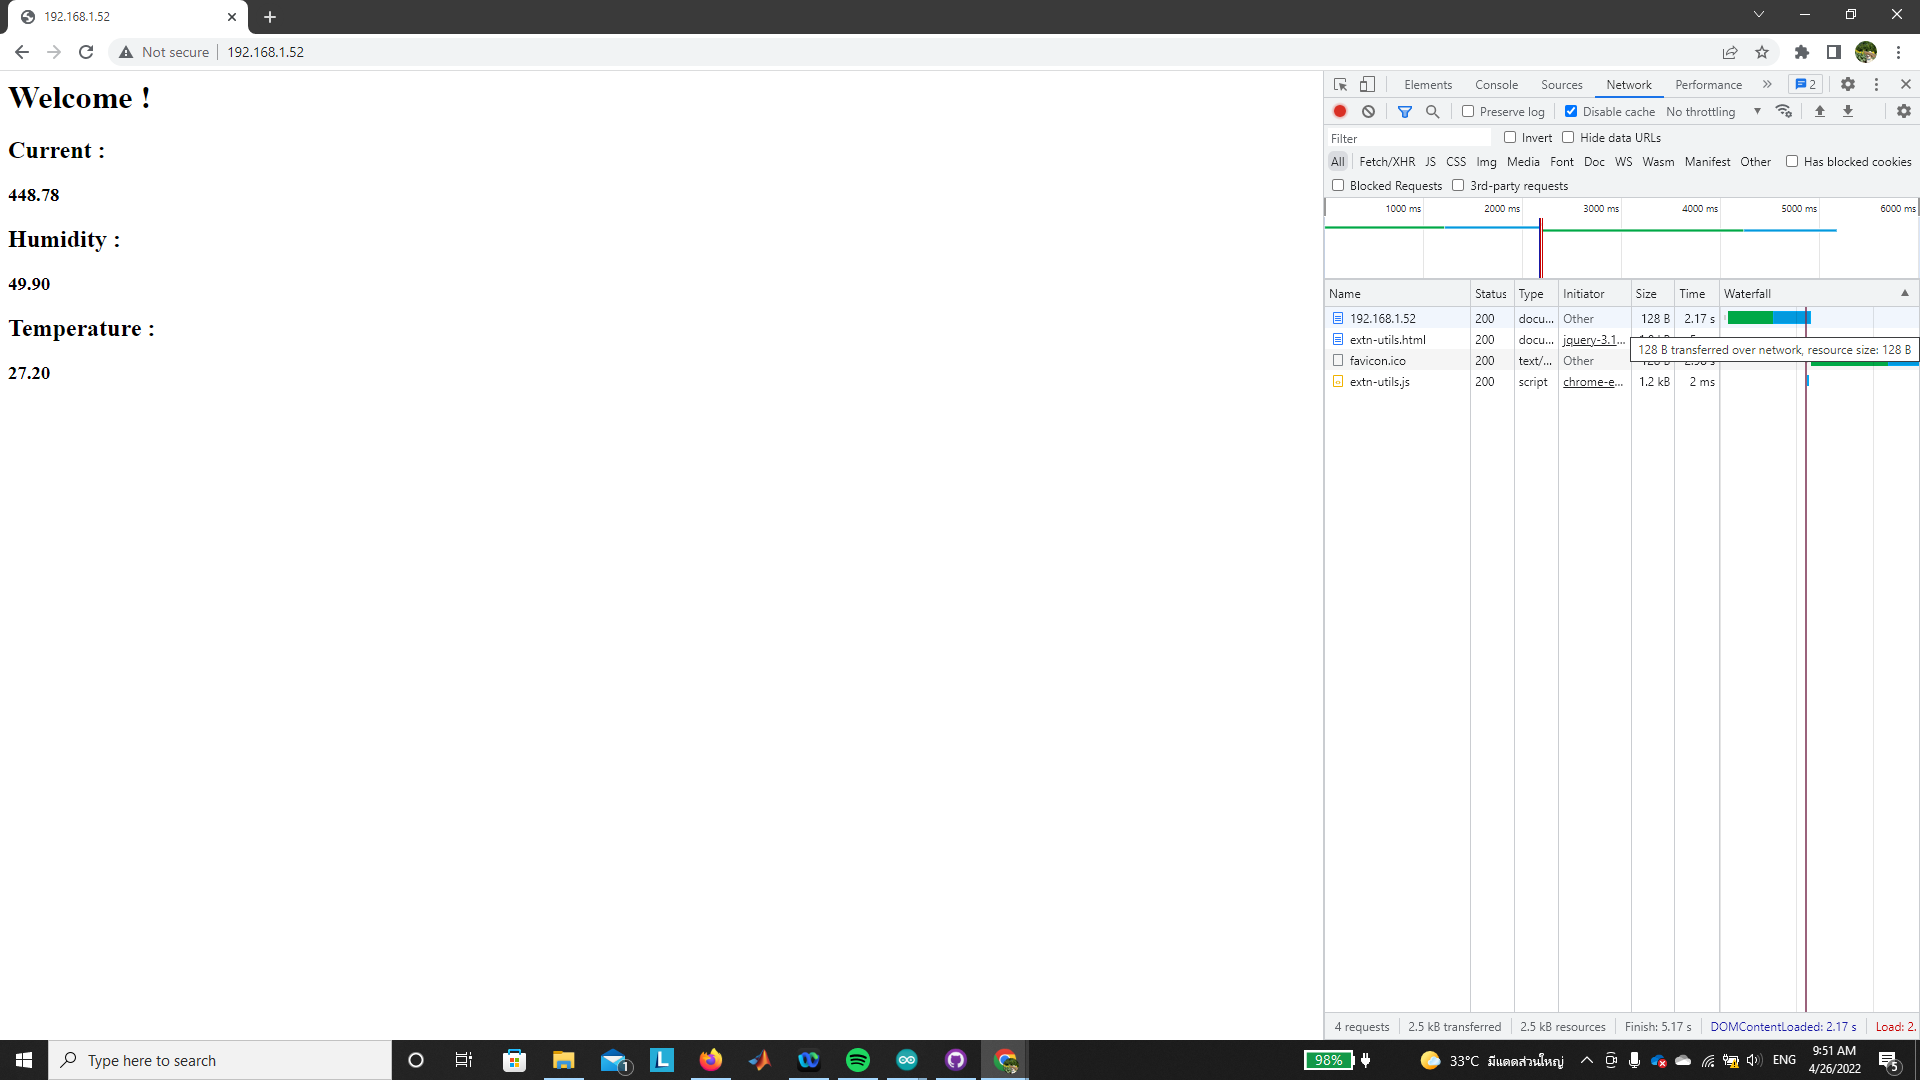 192.168.1.52
Not secure
192.168.1.52
Welcome !
Current :
448.78
Humidity :
49.90
Temperature :
27.20
Elements Console Sources Network Performance 2
Preserve log Disable cache No throttling
Filter Invert Hide data URLs
All Fetch/XHR JS CSS Img Media Font Doc WS Wasm Manifest Other Has blocked cookies
Blocked Requests 3rd-party requests
1000 ms 2000 ms 3000 ms 4000 ms 5000 ms 6000 ms
Name Status Type Initiator Size Time Waterfall
192.168.1.52 200 docu... Other 128 B 2.17 s
extn-utils.html 200 docu... jquery-3.1...
128 B transferred over network, resource size: 128 B
favicon.ico 200 text/... Other
extn-utils.js 200 script chrome-e... 1.2 kB 2 ms
4 requests 2.5 kB transferred 2.5 kB resources Finish: 5.17 s DOMContentLoaded: 2.17 s Load: 2.
Type here to search
1
L
98%
33°C มีแดดส่วนใหญ่
ENG
9:51 AM
4/26/2022
5